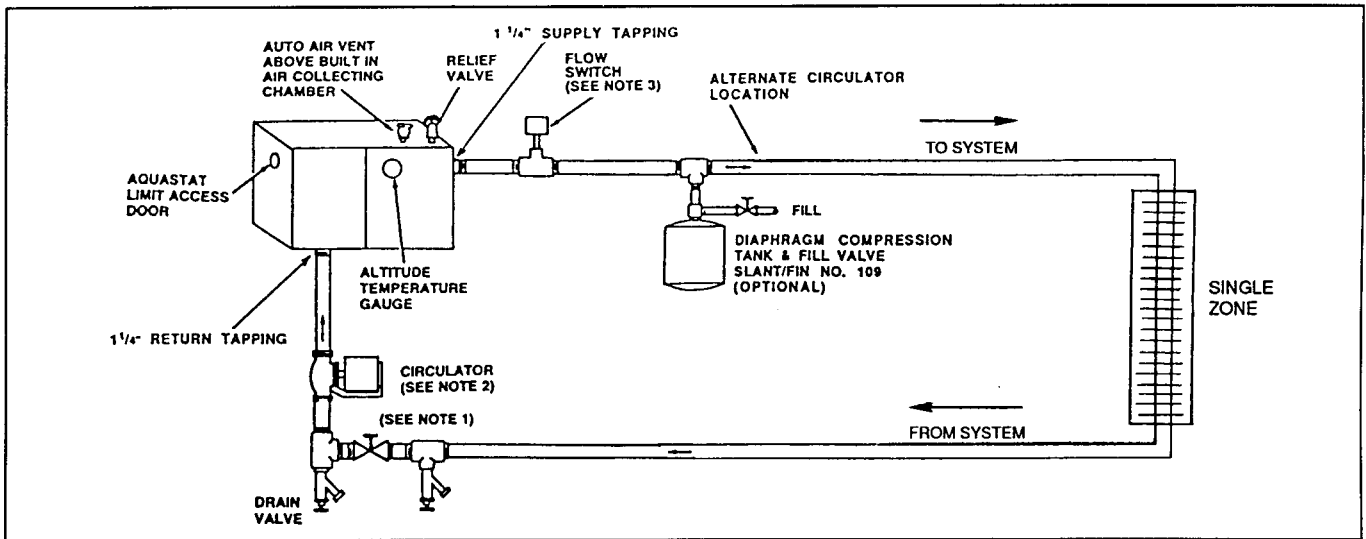 1 1/4" SUPPLY TAPPING
AUTO AIR VENT
ABOVE BUILT IN
AIR COLLECTING
CHAMBER
RELIEF
VALVE
FLOW
SWITCH
(SEE NOTE 3)
ALTERNATE CIRCULATOR
LOCATION
TO SYSTEM
AQUASTAT
LIMIT ACCESS
DOOR
FILL
DIAPHRAGM COMPRESSION
TANK & FILL VALVE
SLANT/FIN NO. 109
(OPTIONAL)
ALTITUDE
TEMPERATURE
GAUGE
SINGLE
ZONE
1 1/4" RETURN TAPPING
CIRCULATOR
(SEE NOTE 2)
(SEE NOTE 1)
FROM SYSTEM
DRAIN
VALVE